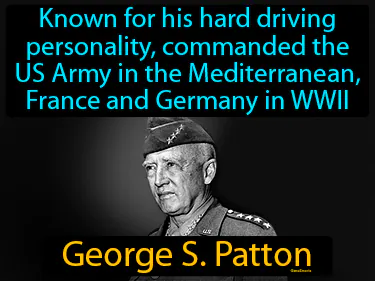 Known for his hard driving
personality, commanded the
US Army in the Mediterranean,
France and Germany in WWII
George S. Patton